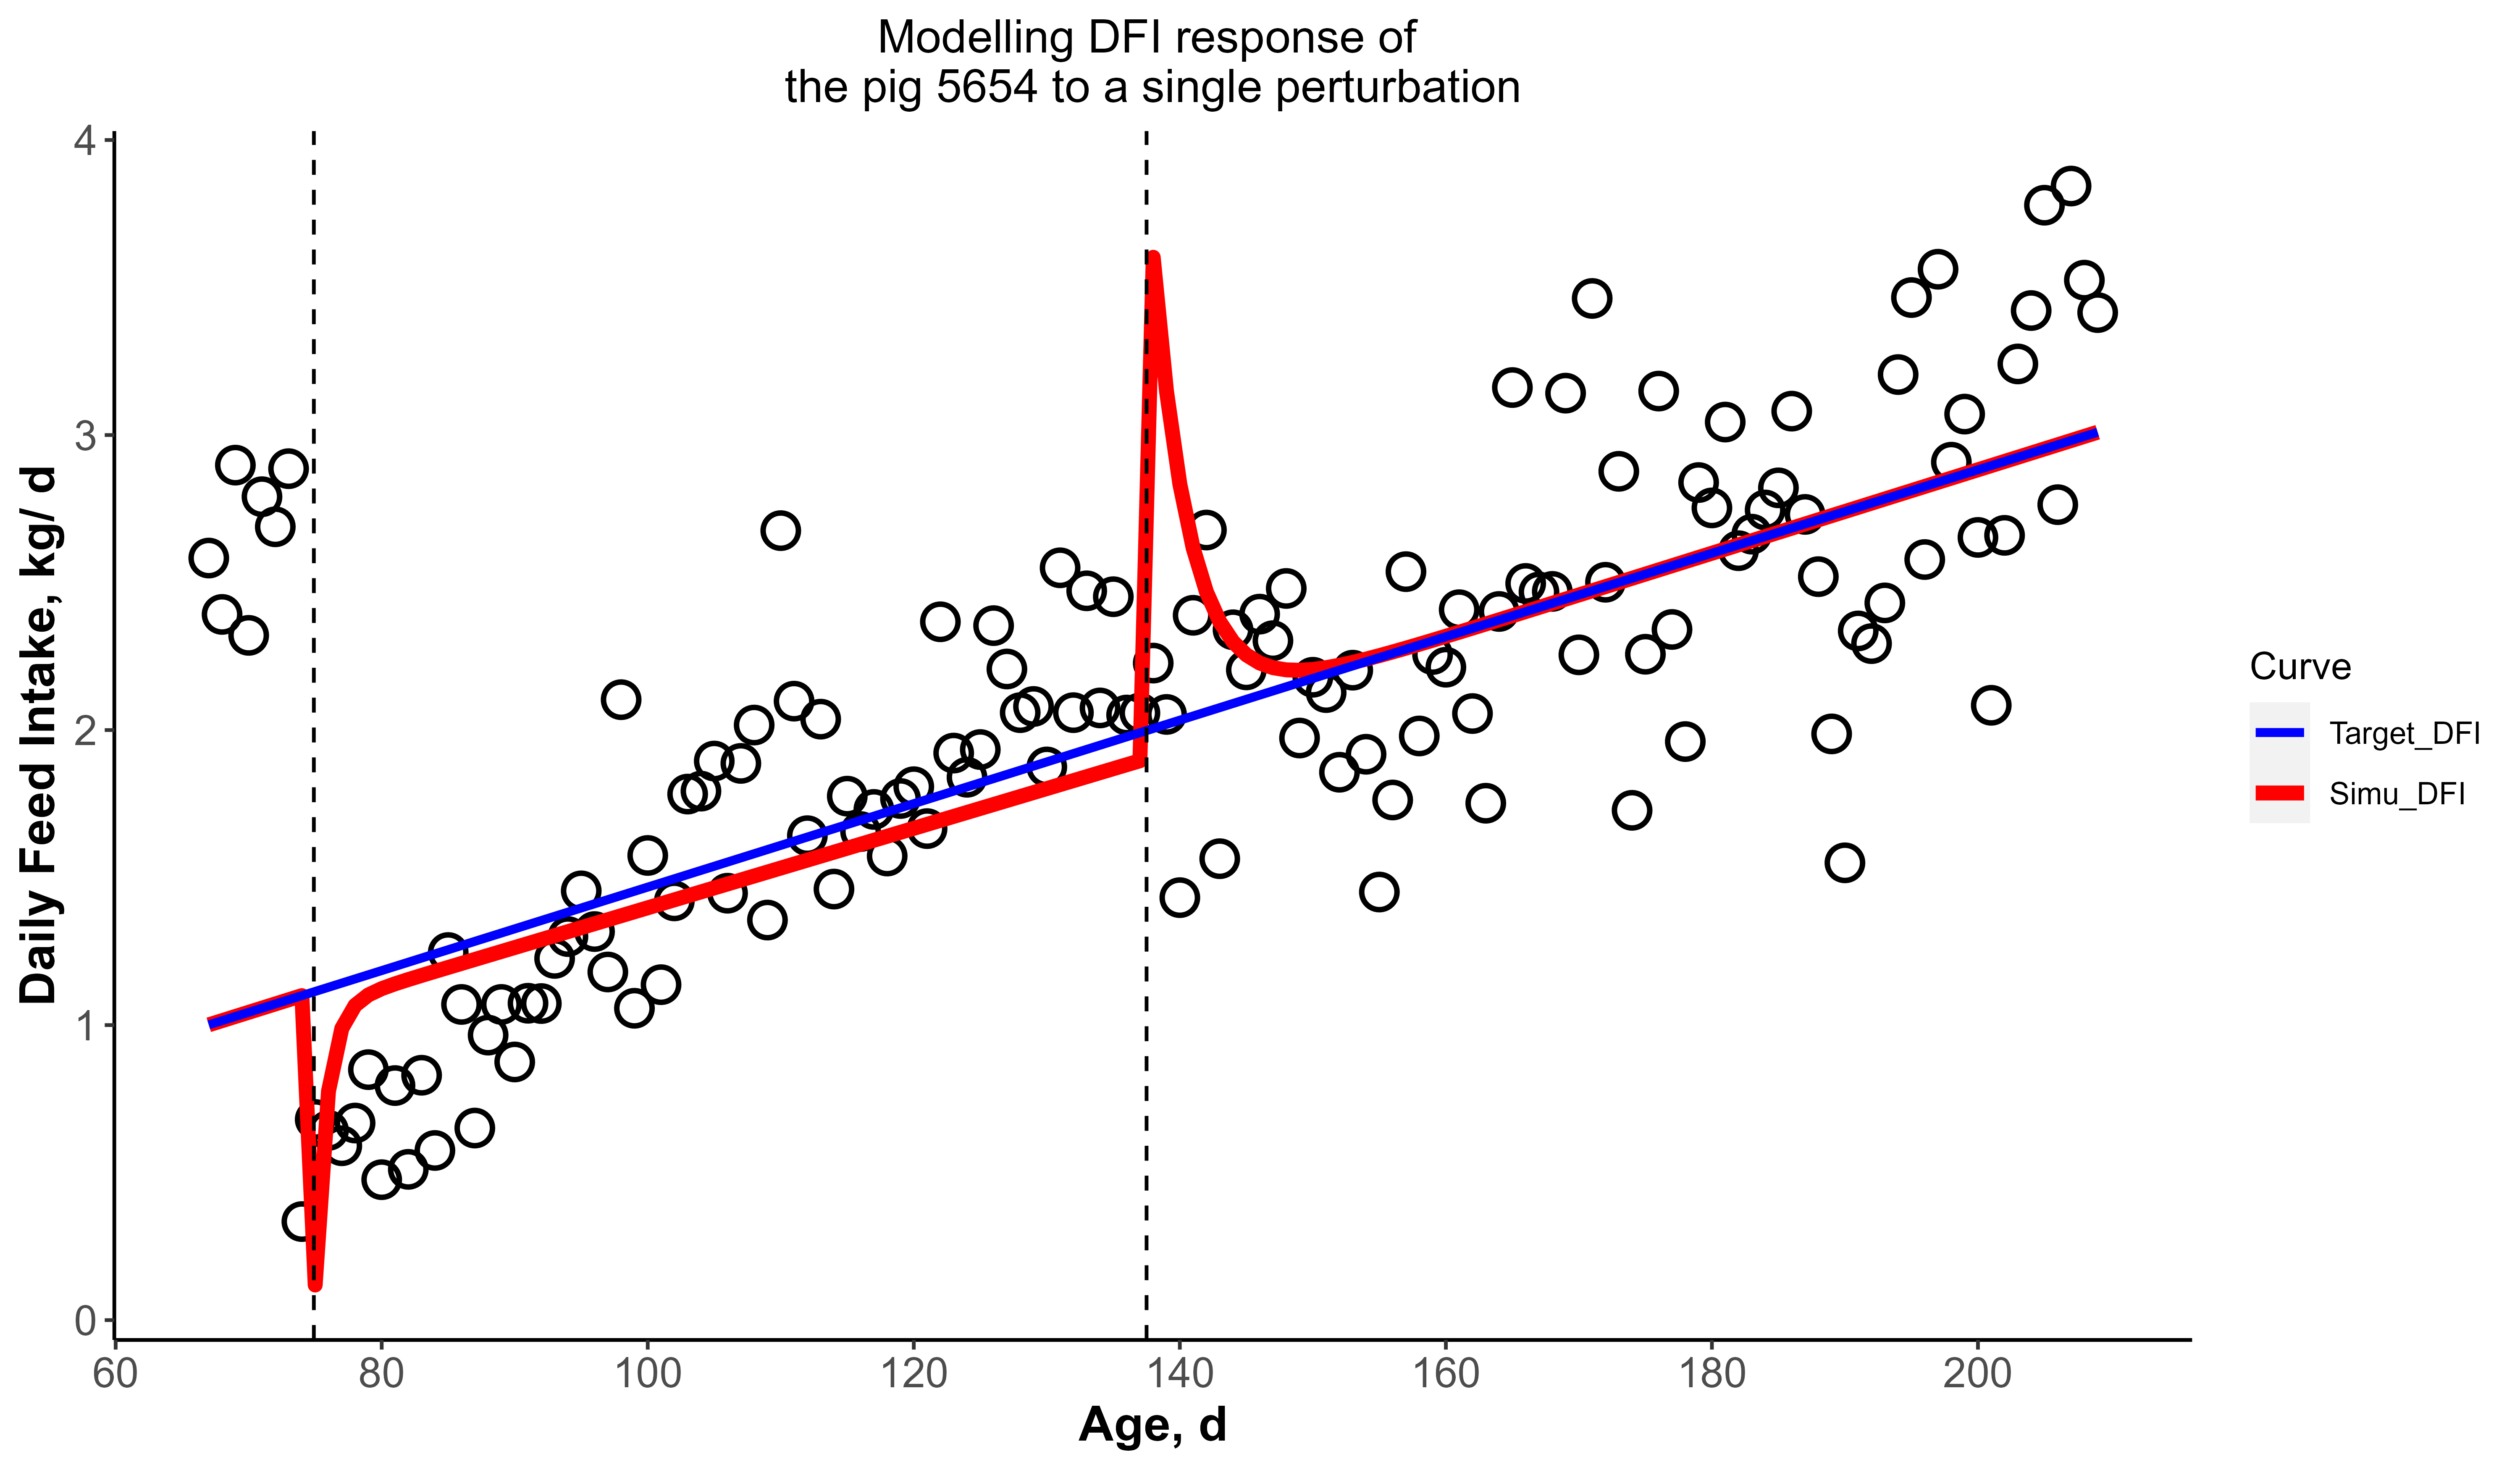 Modelling DFI response of
the pig 5654 to a single perturbation
4
3
2
1
0
Daily Feed Intake, kg/ d
60 80 100 120 140 160 180 200
Age, d
Curve
Target_DFI
Simu_DFI